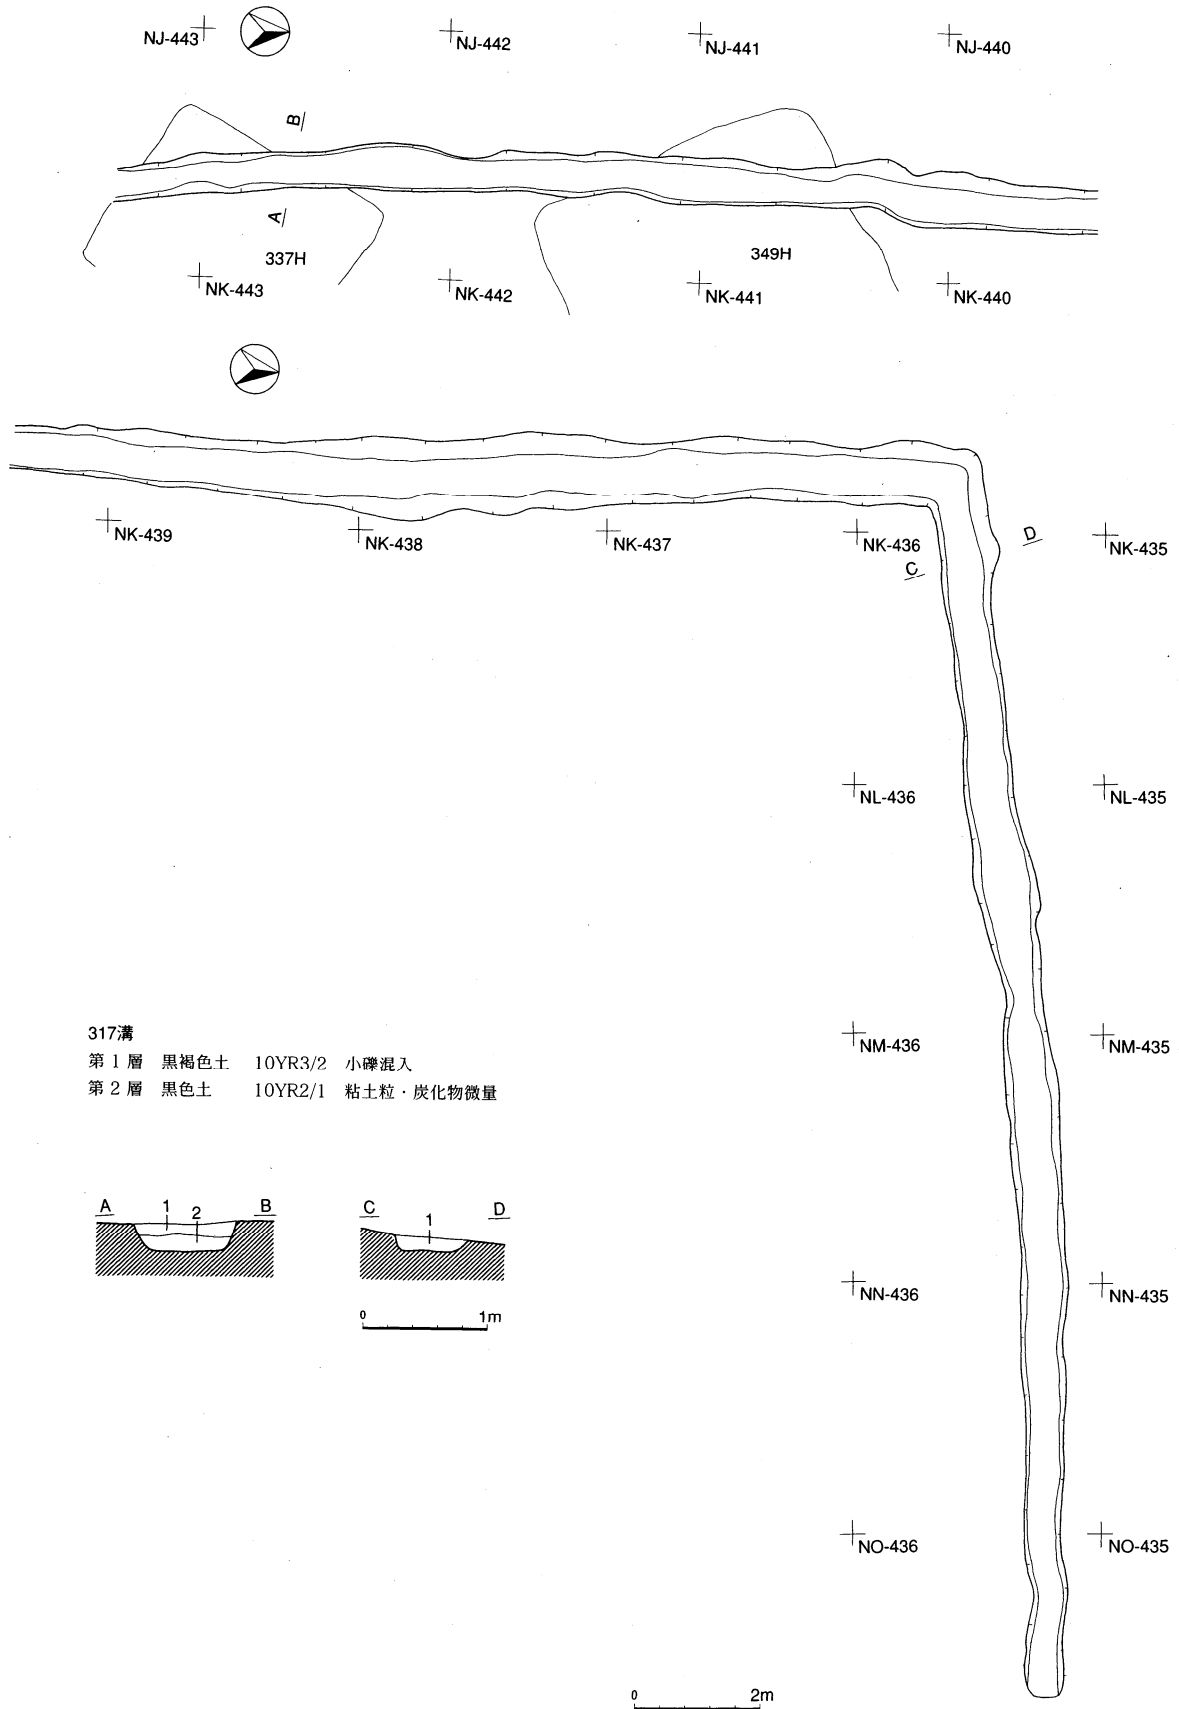 NJ-443 NJ-442 NJ-441 NJ-440
B
A
337H 349H
NK-443 NK-442 NK-441 NK-440
NK-439 NK-438 NK-437 NK-436 D NK-435
C
NL-436 NL-435
317溝
NM-436 NM-435
第1層 黒褐色土 10YR3/2 小礫混入
第2層 黒色土 10YR2/1 粘土粒・炭化物微量
A 1 2 B C 1 D
NN-436 NN-435
0 1m
NO-436 NO-435
0 2m